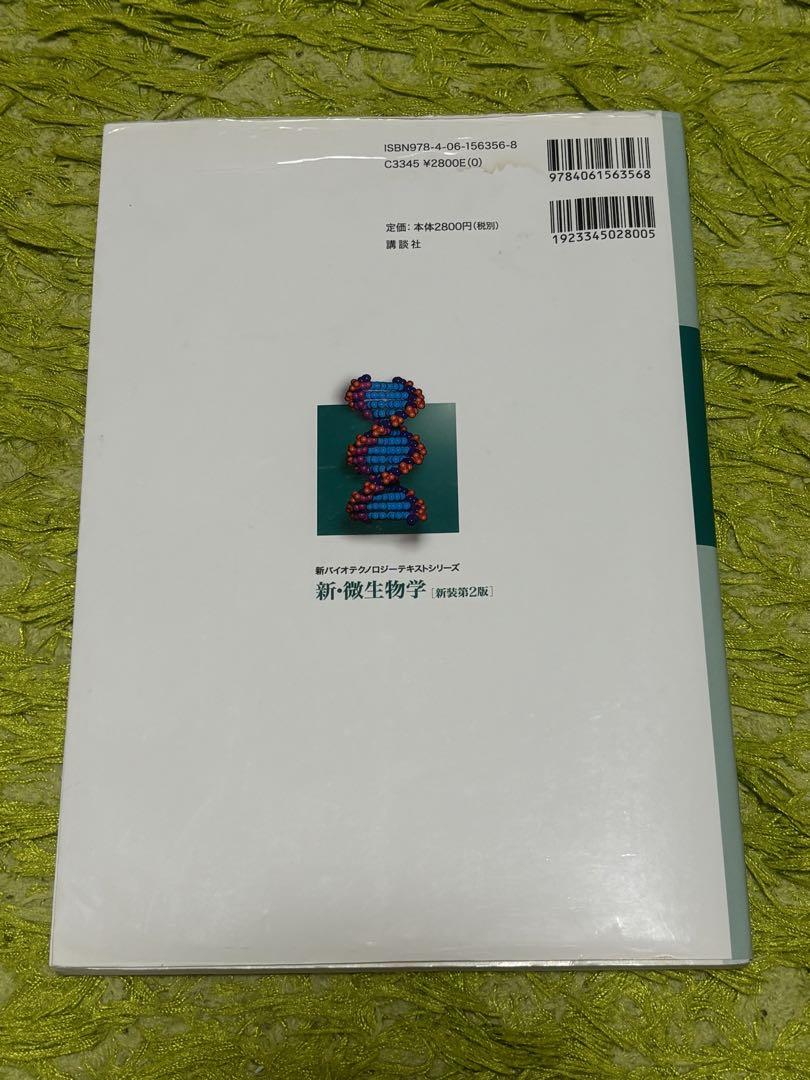 ISBN978-4-06-156356-8
C3345 ¥2800E(0)
9784061563568
定価：本体2800円(税別)
講談社
1923345028005
新バイオテクノロジーテキストシリーズ
新・微生物学［新装第2版］